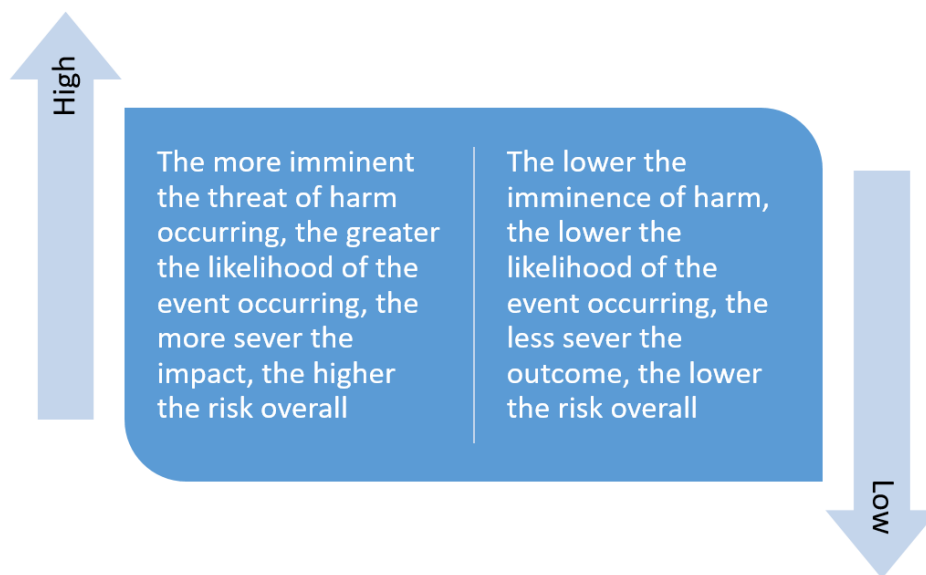 High
The more imminent
the threat of harm
occurring, the greater
the likelihood of the
event occurring, the
more sever the
impact, the higher
the risk overall
The lower the
imminence of harm,
the lower the
likelihood of the
event occurring, the
less sever the
outcome, the lower
the risk overall
Low